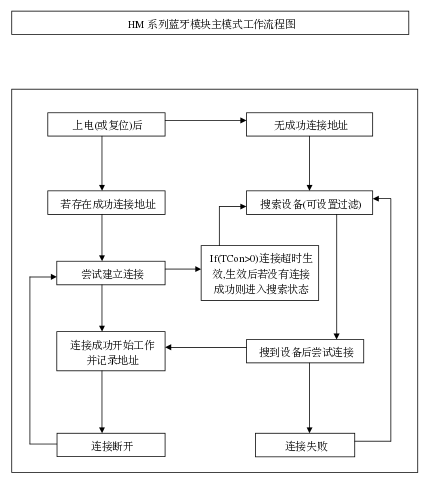 HM 系列蓝牙模块主模式工作流程图
上电(或复位)后
无成功连接地址
若存在成功连接地址
搜索设备(可设置过滤)
If(TCon>0)连接超时生
效,生效后若没有连接
成功则进入搜索状态
尝试建立连接
连接成功开始工作
并记录地址
搜到设备后尝试连接
连接断开
连接失败